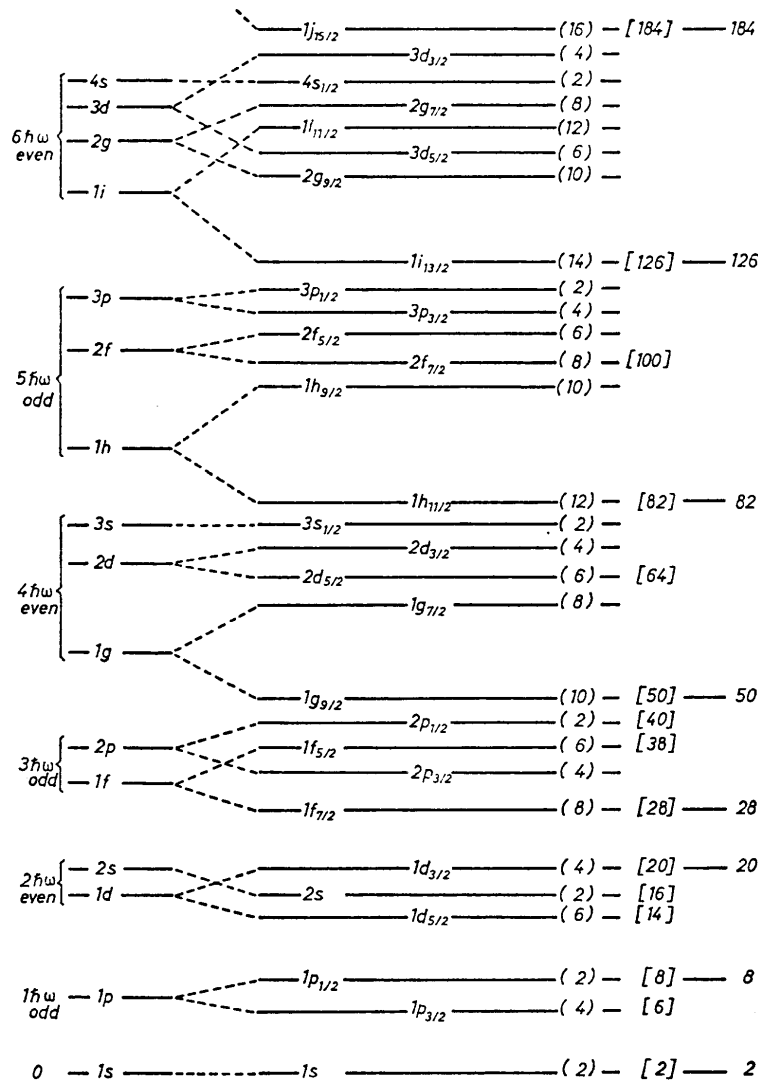 1j15/2 (16) [184] 184
3d3/2 (4)
4s 4s1/2 (2)
3d 2g7/2 (8)
6ħω even 2g 1i11/2 (12)
3d5/2 (6)
2g9/2 (10)
1i
1i13/2 (14) [126] 126
3p 3p1/2 (2)
3p3/2 (4)
2f5/2 (6)
2f 2f7/2 (8) [100]
5ħω odd 1h9/2 (10)
1h
1h11/2 (12) [82] 82
3s 3s1/2 (2)
2d3/2 (4)
2d 2d5/2 (6) [64]
4ħω even 1g7/2 (8)
1g
1g9/2 (10) [50] 50
2p1/2 (2) [40]
2p 1f5/2 (6) [38]
3ħω odd 1f 2p3/2 (4)
1f7/2 (8) [28] 28
2s 1d3/2 (4) [20] 20
2ħω even 1d 2s (2) [16]
1d5/2 (6) [14]
1p1/2 (2) [8] 8
1ħω odd 1p 1p3/2 (4) [6]
0 1s 1s (2) [2] 2